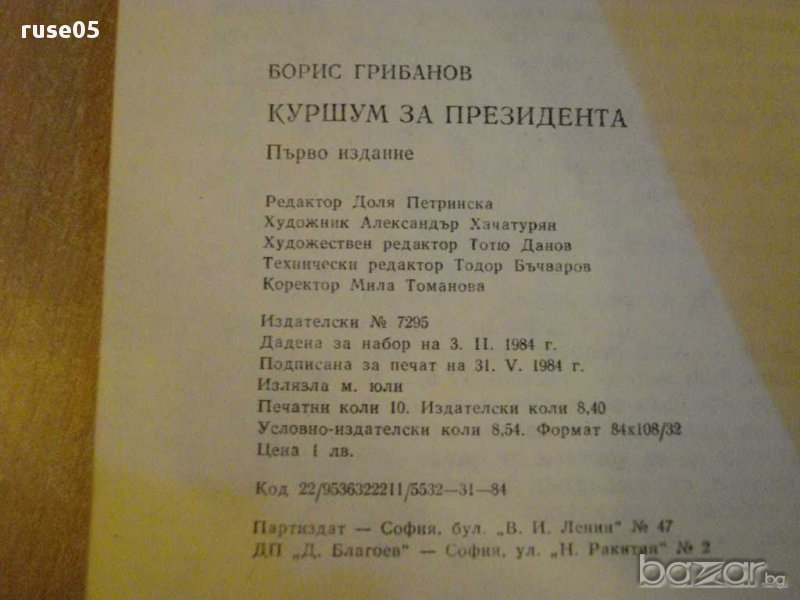 ruse05
БОРИС ГРИБАНОВ
КУРШУМ ЗА ПРЕЗИДЕНТА
Първо издание
Редактор Доля Петринска
Художник Александър Хачатурян
Художествен редактор Тотю Данов
Технически редактор Тодор Бъчваров
Коректор Мила Томанова
Издателски № 7295
Дадена за набор на 3. II. 1984 г.
Подписана за печат на 31. V. 1984 г.
Излязла м. юли
Печатни коли 10. Издателски коли 8,40
Условно-издателски коли 8,54. Формат 84x108/32
Цена 1 лв.
Код 22/9536322211/5532—31—84
Партиздат — София, бул. „В. И. Ленин“ № 47
ДП „Д. Благоев“ — София, ул. „Н. Ракитин“ № 2
bazar.bg